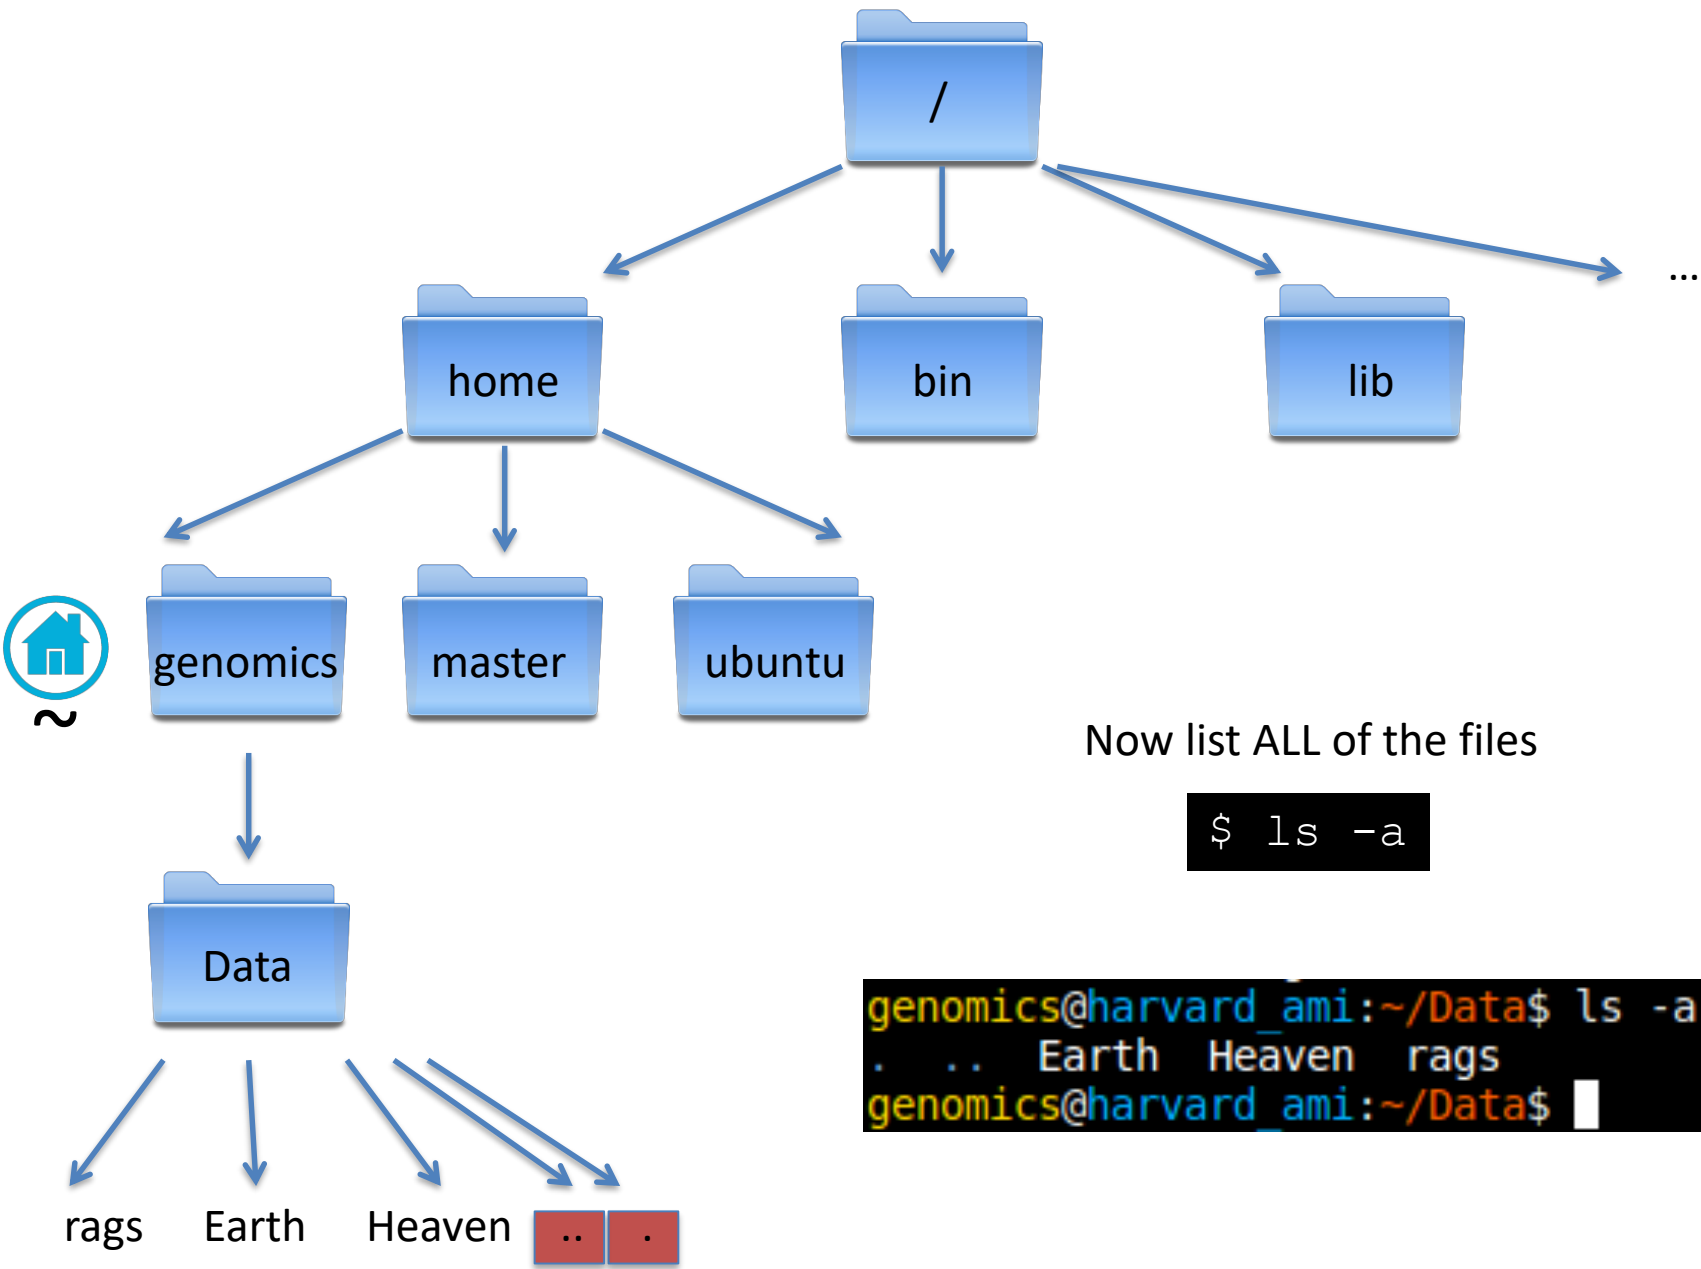 /
...
home
bin
lib
genomics
master
ubuntu
~
Now list ALL of the files
$ ls -a
Data
genomics@harvard_ami:~/Data$ ls -a
. .. Earth Heaven rags
genomics@harvard_ami:~/Data$
rags Earth Heaven .. .